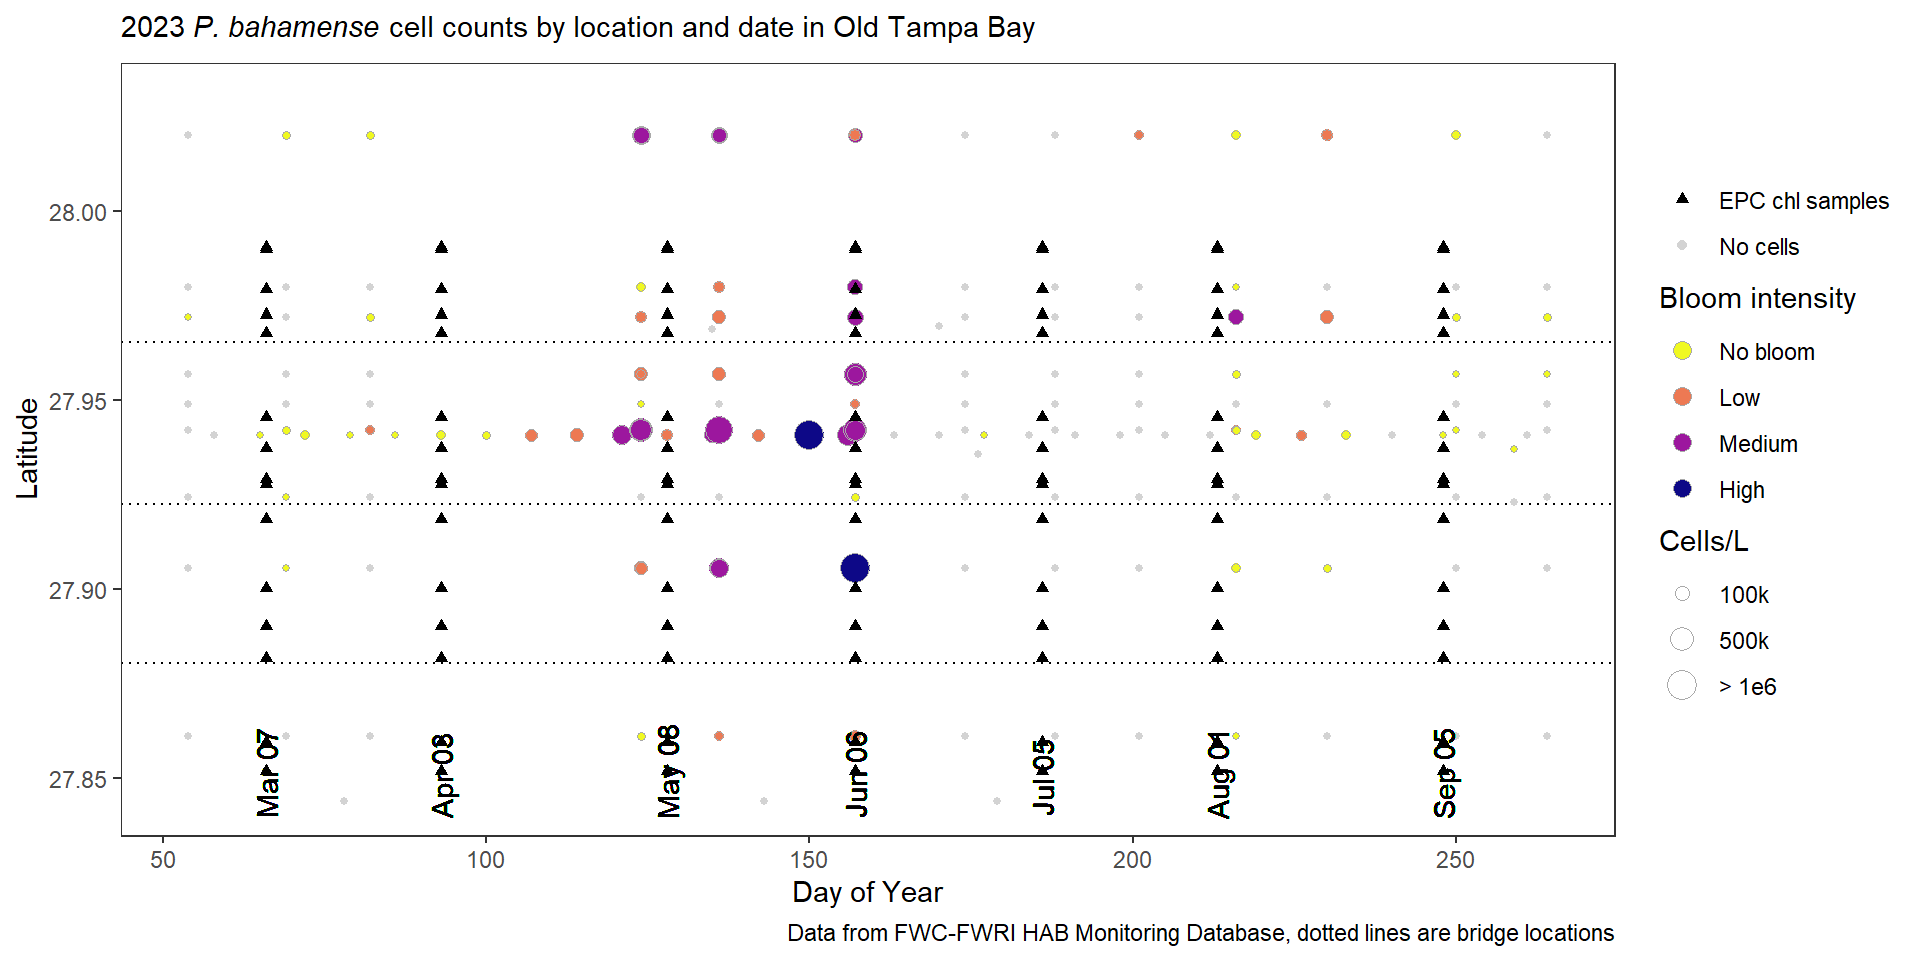 2023 P. bahamense cell counts by location and date in Old Tampa Bay
Latitude
28.00
27.95
27.90
27.85
Mar 07
Apr 03
May 08
Jun 06
Jul 05
Aug 01
Sep 05
50
100
150
200
250
Day of Year
Data from FWC-FWRI HAB Monitoring Database, dotted lines are bridge locations
EPC chl samples
No cells
Bloom intensity
No bloom
Low
Medium
High
Cells/L
100k
500k
> 1e6